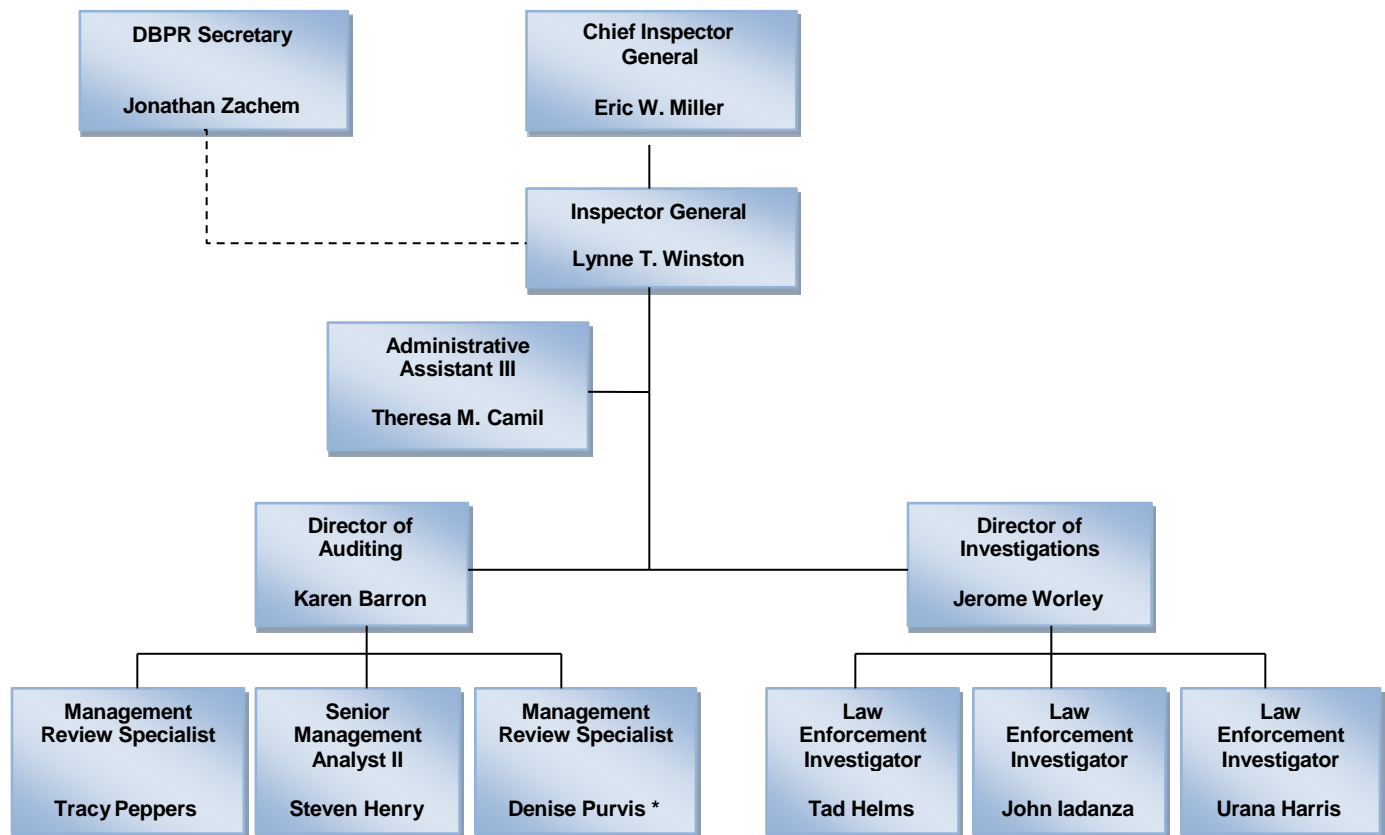 DBPR Secretary
Jonathan Zachem
Chief Inspector
General
Eric W. Miller
Inspector General
Lynne T. Winston
Administrative
Assistant III
Theresa M. Camil
Director of
Auditing
Karen Barron
Director of
Investigations
Jerome Worley
Management
Review Specialist
Tracy Peppers
Senior
Management
Analyst II
Steven Henry
Management
Review Specialist
Denise Purvis *
Law
Enforcement
Investigator
Tad Helms
Law
Enforcement
Investigator
John Iadanza
Law
Enforcement
Investigator
Urana Harris